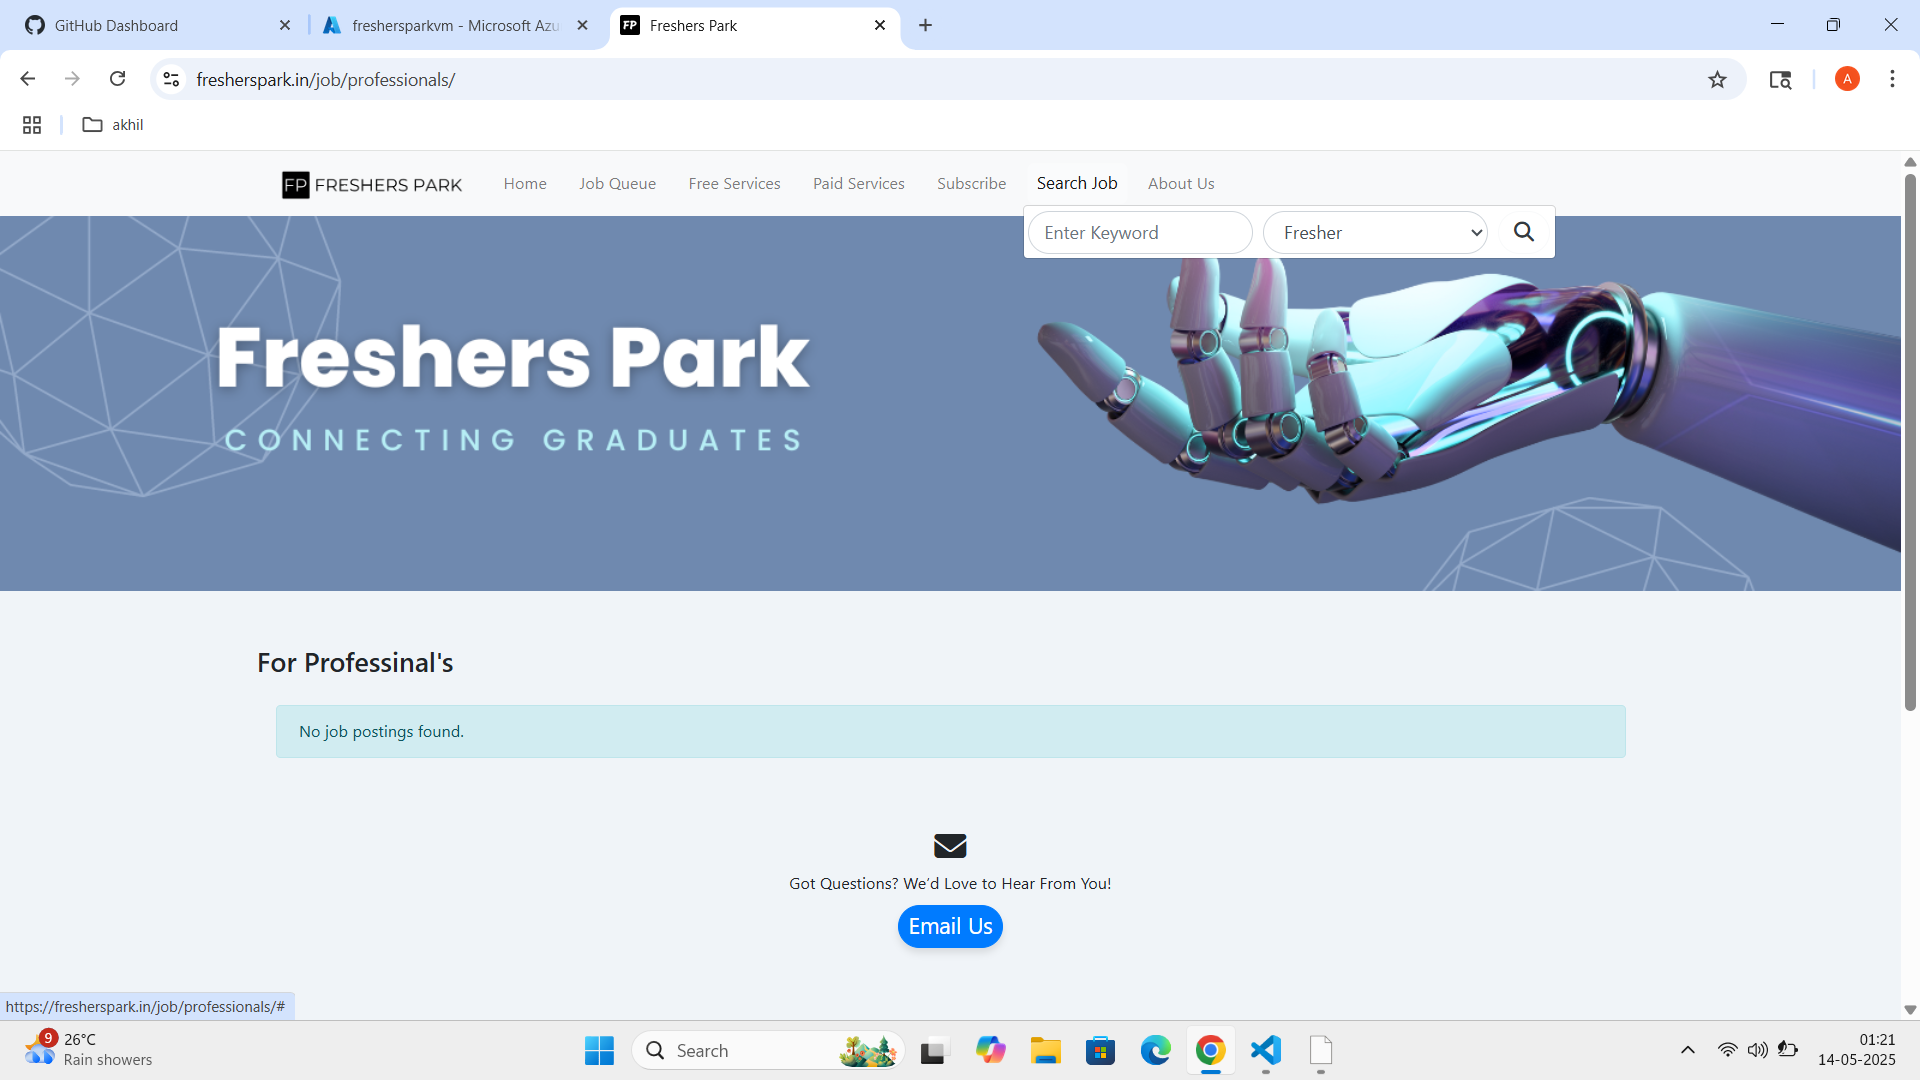 GitHub Dashboard
freshersparkvm - Microsoft Azu
FP
Freshers Park
fresherspark.in/job/professionals/
A
akhil
FP FRESHERS PARK
Home
Job Queue
Free Services
Paid Services
Subscribe
Search Job
About Us
Enter Keyword
Fresher
Freshers Park
CONNECTING GRADUATES
For Professinal's
No job postings found.
Got Questions? We’d Love to Hear From You!
Email Us
https://fresherspark.in/job/professionals/#
9
26°C
Rain showers
Search
01:21
14-05-2025